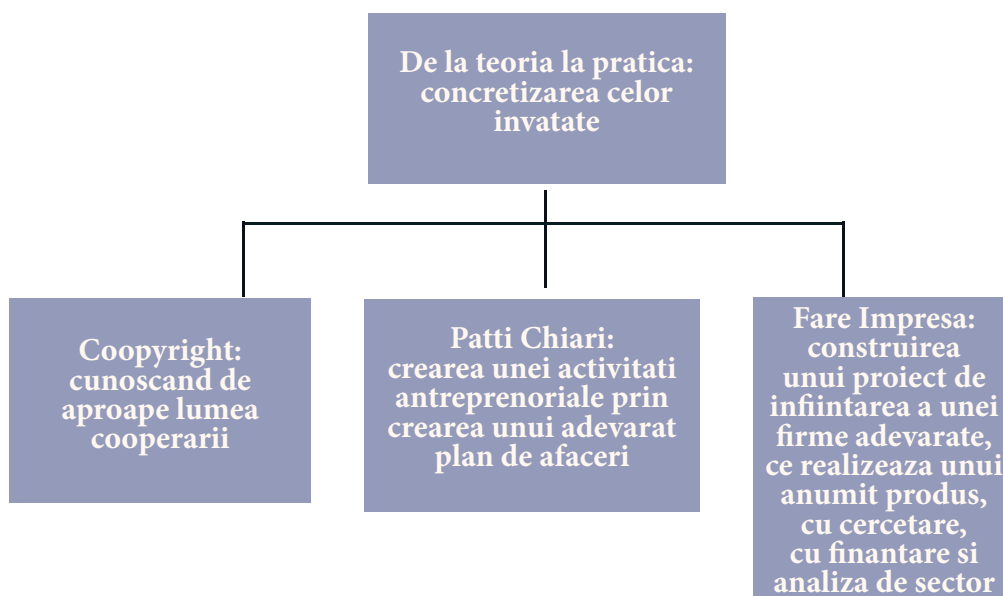 De la teoria la pratica:
concretizarea celor
invatate
Coopyright:
cunoscand de
aproape lumea
cooperarii
Patti Chiari:
crearea unei activitati
antreprenoriale prin
crearea unui adevarat
plan de afaceri
Fare Impresa:
construirea
unui proiect de
infiintarea a unei
firme adevarate,
ce realizeaza unui
anumit produs,
cu cercetare,
cu finantare si
analiza de sector